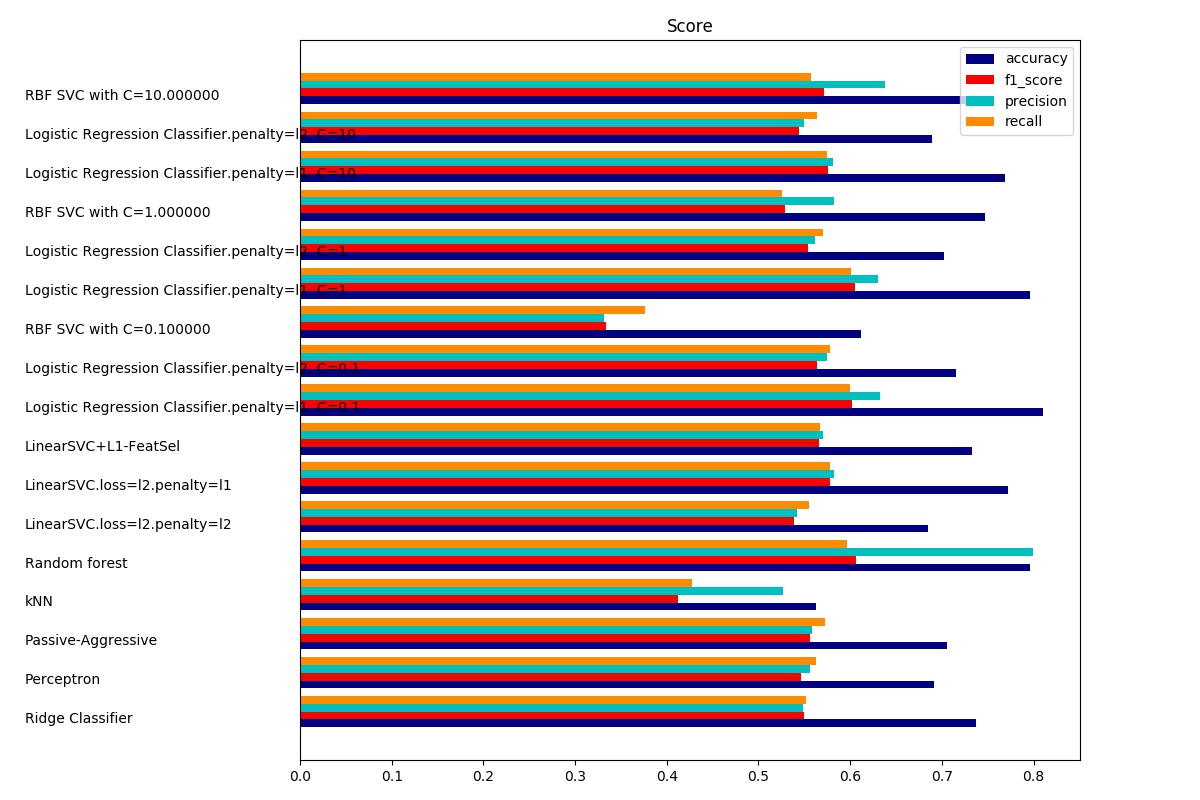 Score
accuracy
f1_score
precision
recall
RBF SVC with C=10.000000
Logistic Regression Classifier.penalty=l2, C=10
Logistic Regression Classifier.penalty=l1, C=10
RBF SVC with C=1.000000
Logistic Regression Classifier.penalty=l2, C=1
Logistic Regression Classifier.penalty=l1, C=1
RBF SVC with C=0.100000
Logistic Regression Classifier.penalty=l2, C=0.1
Logistic Regression Classifier.penalty=l1, C=0.1
LinearSVC+L1-FeatSel
LinearSVC.loss=l2.penalty=l1
LinearSVC.loss=l2.penalty=l2
Random forest
kNN
Passive-Aggressive
Perceptron
Ridge Classifier
0.0 0.1 0.2 0.3 0.4 0.5 0.6 0.7 0.8